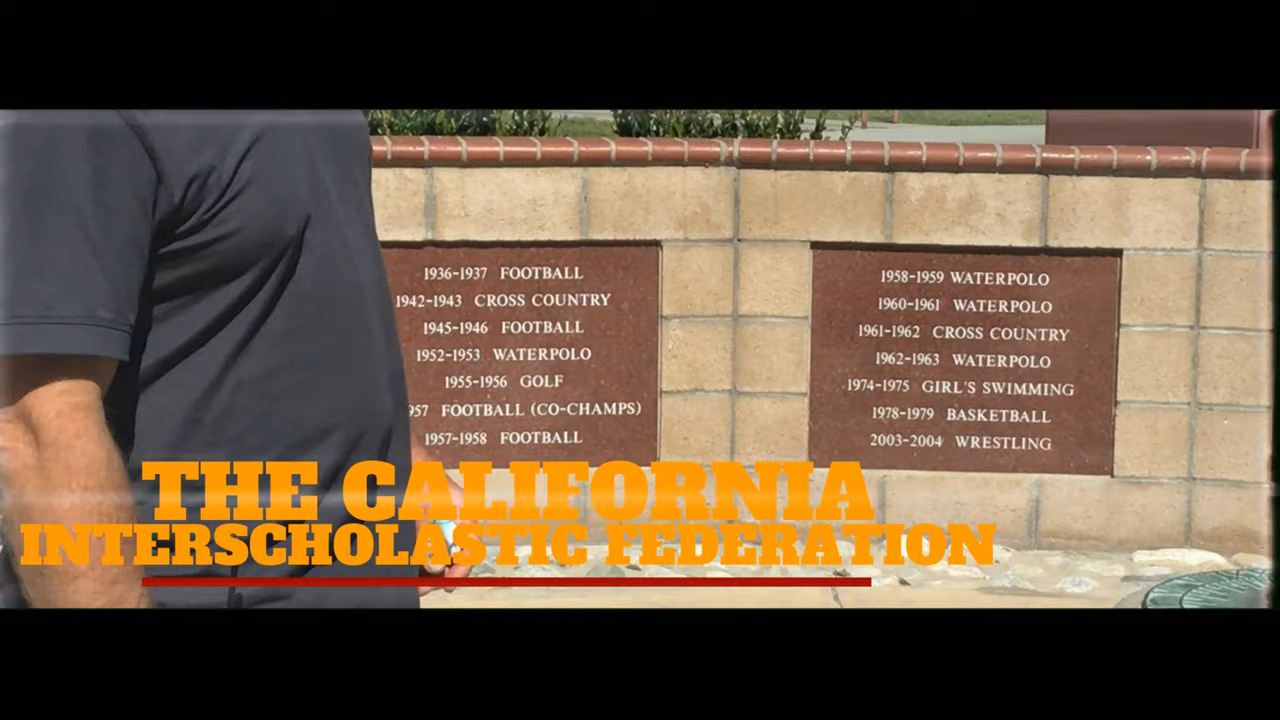 1936-1937 FOOTBALL
1942-1943 CROSS COUNTRY
1945-1946 FOOTBALL
1952-1953 WATERPOLO
1955-1956 GOLF
957 FOOTBALL (CO-CHAMPS)
1957-1958 FOOTBALL
1958-1959 WATERPOLO
1960-1961 WATERPOLO
1961-1962 CROSS COUNTRY
1962-1963 WATERPOLO
1974-1975 GIRL'S SWIMMING
1978-1979 BASKETBALL
2003-2004 WRESTLING
THE CALIFORNIA
INTERSCHOLASTIC FEDERATION